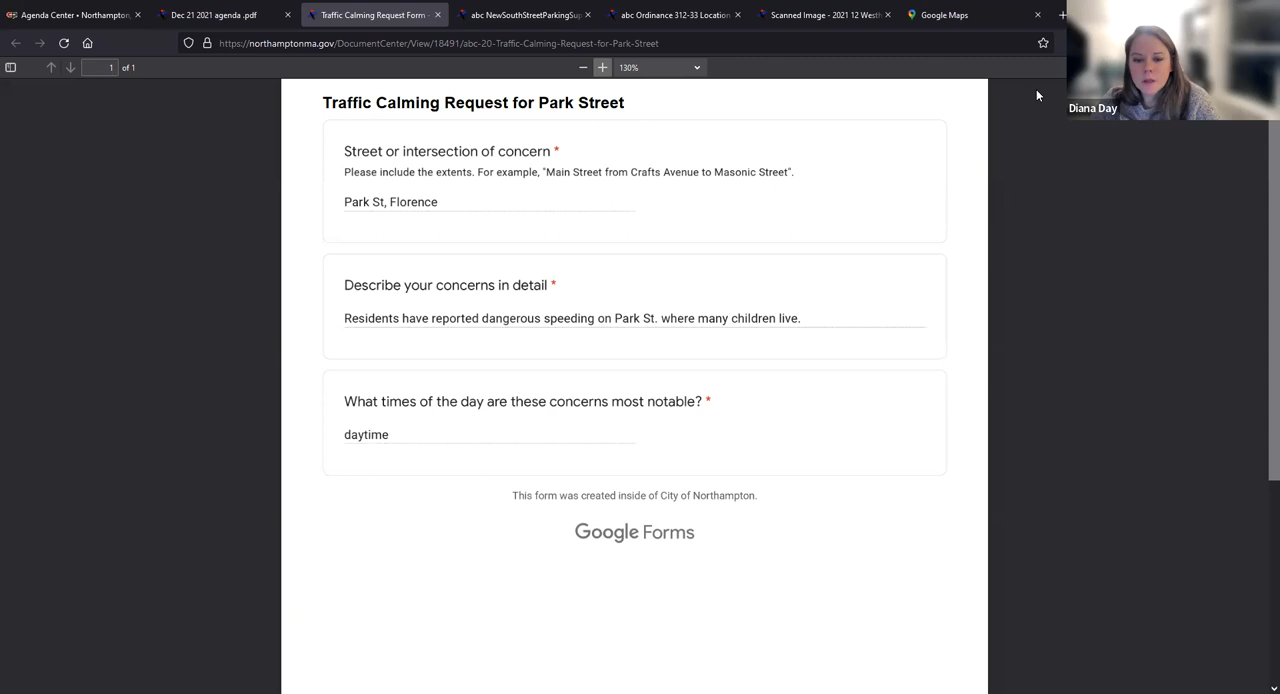 Agenda Center • Northampton,
Dec 21 2021 agenda .pdf
Traffic Calming Request Form -
abc NewSouthStreetParkingSup
abc Ordinance 312-33 Location
Scanned Image - 2021 12 Westh
Google Maps
https://northamptonma.gov/DocumentCenter/View/18491/abc-20-Traffic-Calming-Request-for-Park-Street
1 of 1
130%
Diana Day
Traffic Calming Request for Park Street
Street or intersection of concern *
Please include the extents. For example, "Main Street from Crafts Avenue to Masonic Street".
Park St, Florence
Describe your concerns in detail *
Residents have reported dangerous speeding on Park St. where many children live.
What times of the day are these concerns most notable? *
daytime
This form was created inside of City of Northampton.
Google Forms